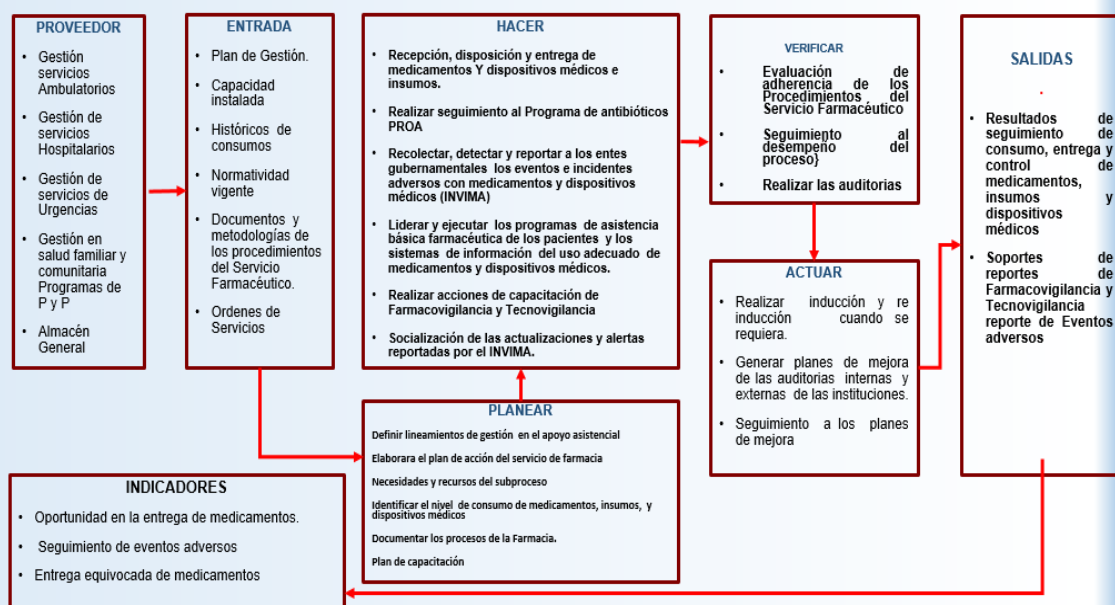 PROVEEDOR
• Gestión
servicios
Ambulatorios
• Gestión de
servicios
Hospitalarios
• Gestión de
servicios de
Urgencias
• Gestión en
salud familiar y
comunitaria
Programas de
P y P
• Almacén
General
ENTRADA
• Plan de Gestión.
• Capacidad
instalada
• Históricos de
consumos
• Normatividad
vigente
• Documentos y
metodologías de
los procedimientos
del Servicio
Farmacéutico.
• Ordenes de
Servicios
HACER
• Recepción, disposición y entrega de
medicamentos Y dispositivos médicos e
insumos.
• Realizar seguimiento al Programa de antibióticos
PROA
• Recolectar, detectar y reportar a los entes
gubernamentales los eventos e incidentes
adversos con medicamentos y dispositivos
médicos (INVIMA)
• Liderar y ejecutar los programas de asistencia
básica farmacéutica de los pacientes y los
sistemas de información del uso adecuado de
medicamentos y dispositivos médicos.
• Realizar acciones de capacitación de
Farmacovigilancia y Tecnovigilancia
• Socialización de las actualizaciones y alertas
reportadas por el INVIMA.
PLANEAR
Definir lineamientos de gestión en el apoyo asistencial
Elaborara el plan de acción del servicio de farmacia
Necesidades y recursos del subproceso
Identificar el nivel de consumo de medicamentos, insumos, y
dispositivos médicos
Documentar los procesos de la Farmacia.
Plan de capacitación
VERIFICAR
• Evaluación de
adherencia de los
Procedimientos del
Servicio Farmacéutico
• Seguimiento al
desempeño del
proceso}
• Realizar las auditorias
ACTUAR
• Realizar inducción y re
inducción cuando se
requiera.
• Generar planes de mejora
de las auditorias internas y
externas de las instituciones.
• Seguimiento a los planes
de mejora
SALIDAS
.
• Resultados de
seguimiento de
consumo, entrega y
control de
medicamentos,
insumos y
dispositivos
médicos
• Soportes de
reportes de
Farmacovigilancia y
Tecnovigilancia
reporte de Eventos
adversos
INDICADORES
• Oportunidad en la entrega de medicamentos.
• Seguimiento de eventos adversos
• Entrega equivocada de medicamentos